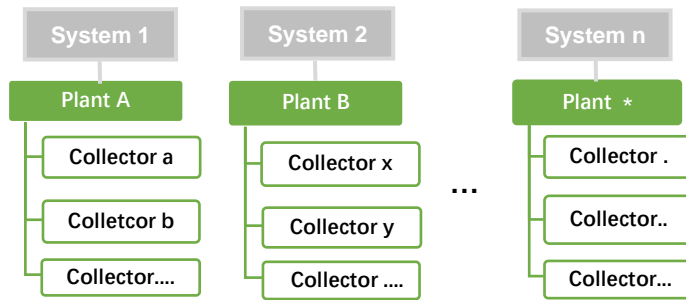 System 1
Plant A
Collector a
Colletcor b
Collector....
System 2
Plant B
Collector x
Collector y
Collector ....
...
System n
Plant *
Collector .
Collector..
Collector...